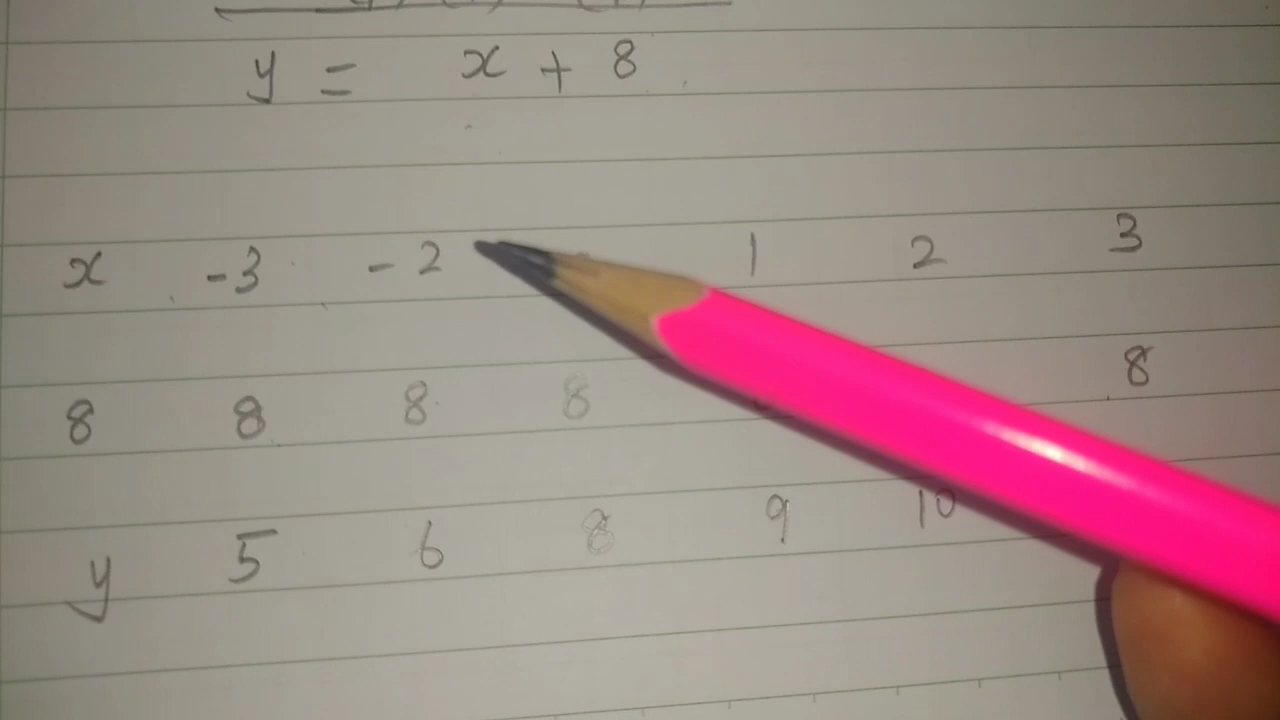 y = x + 8
x -3 -2 1 2 3
8 8 8 8 8
y 5 6 8 9 10